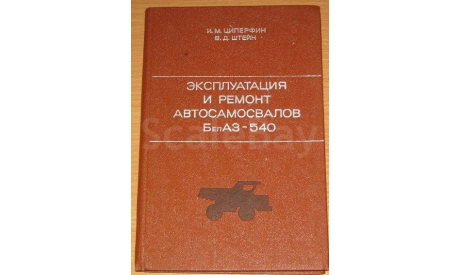 И. М. ЦИПЕРФИН
В. Д. ШТЕЙН
ЭКСПЛУАТАЦИЯ
И РЕМОНТ
АВТОСАМОСВАЛОВ
БелАЗ-540